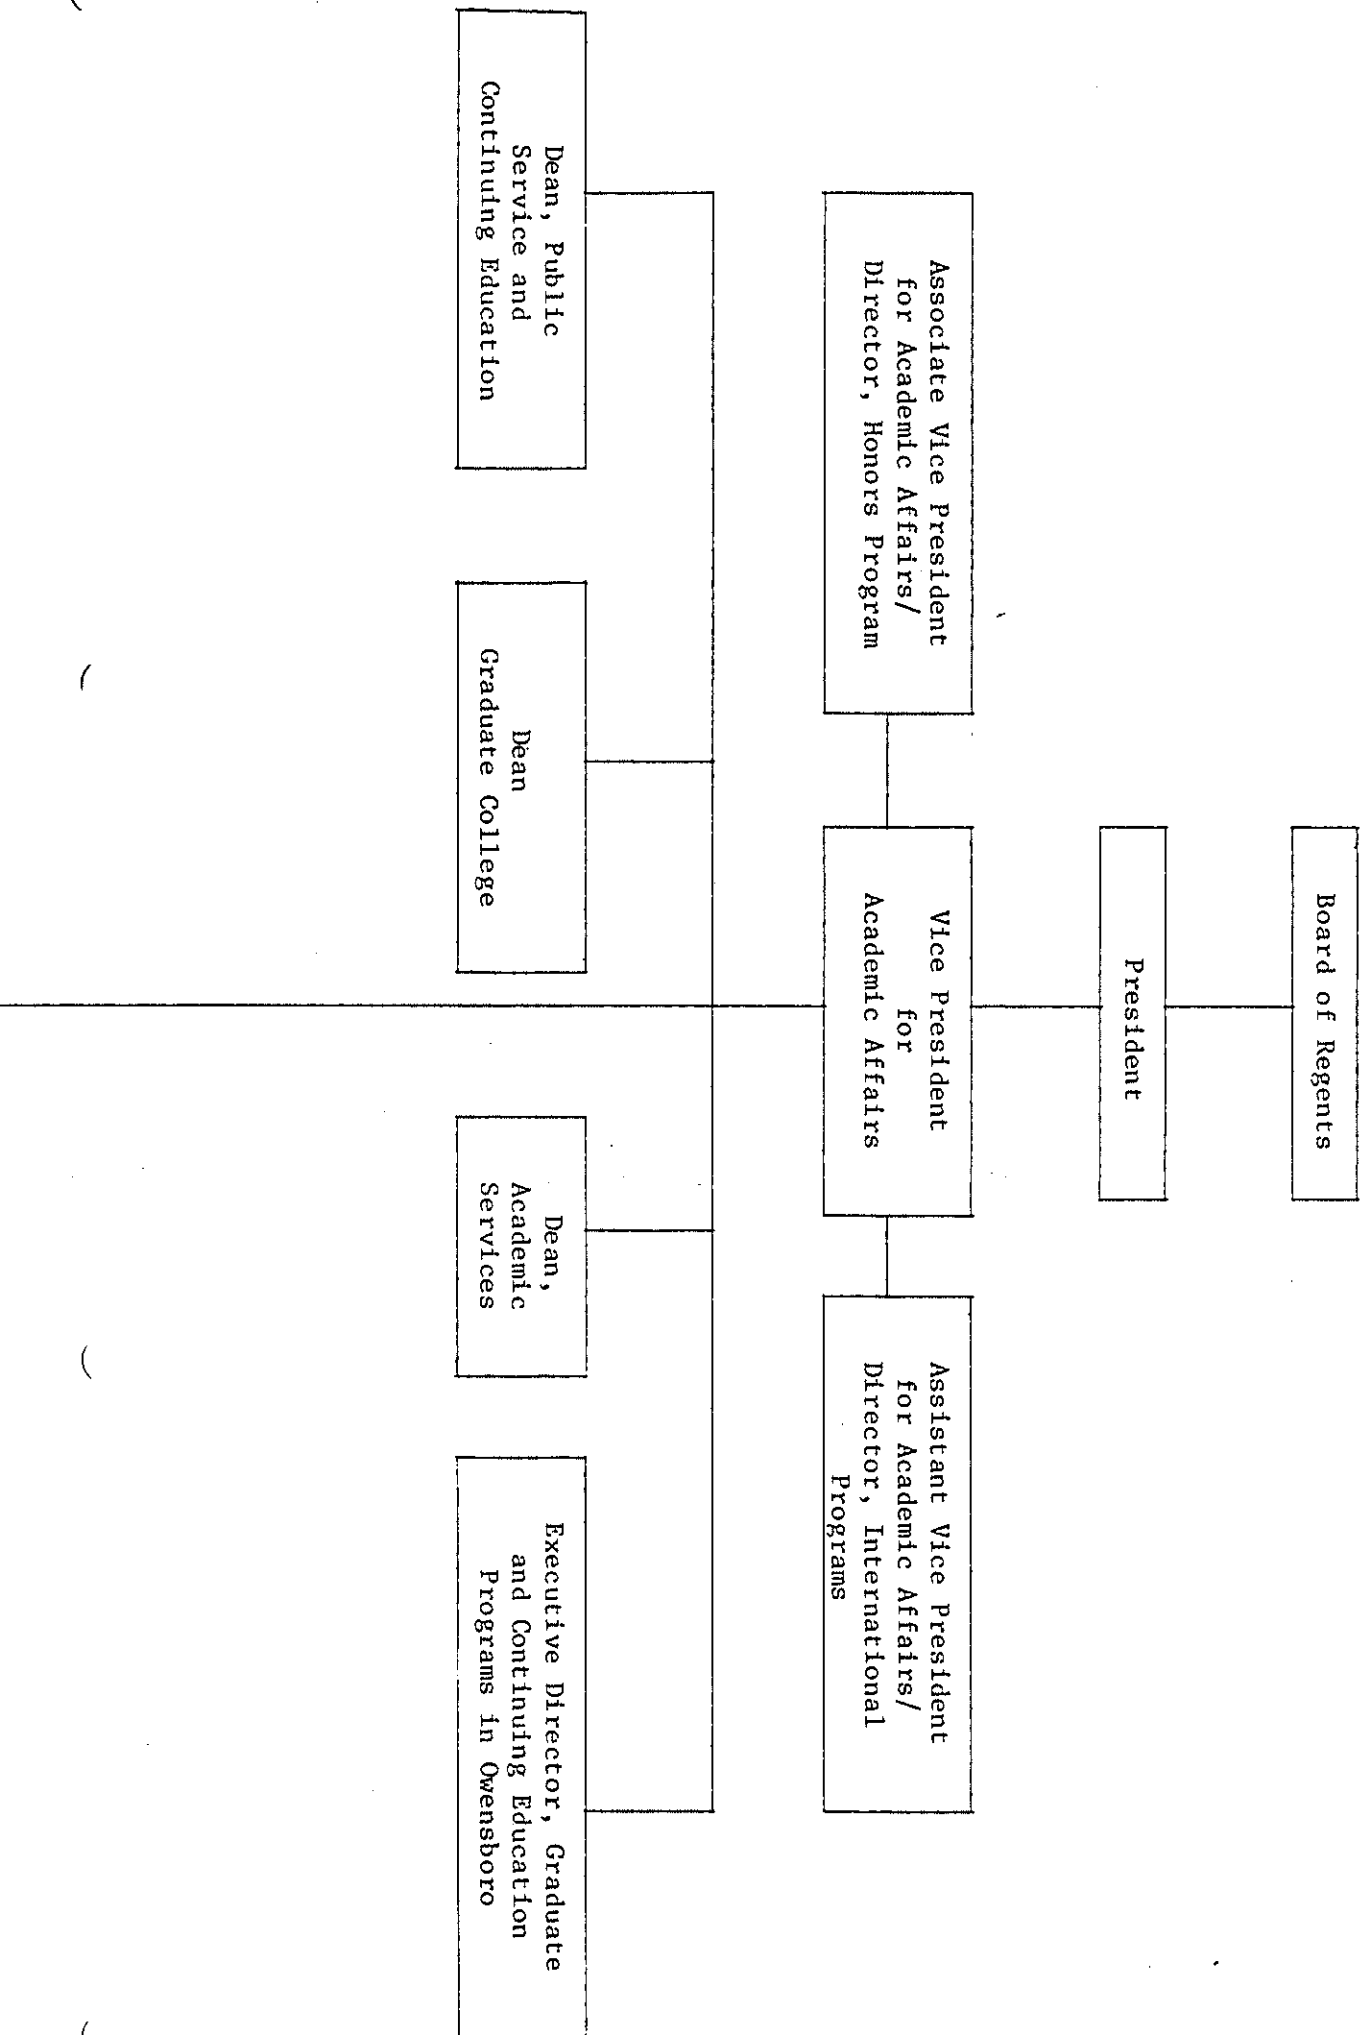 Board of Regents
President
Associate Vice President
for Academic Affairs/
Director, Honors Program
Vice President
for
Academic Affairs
Assistant Vice President
for Academic Affairs/
Director, International
Programs
Dean, Public
Service and
Continuing Education
Dean
Graduate College
Dean,
Academic
Services
Executive Director, Graduate
and Continuing Education
Programs in Owensboro